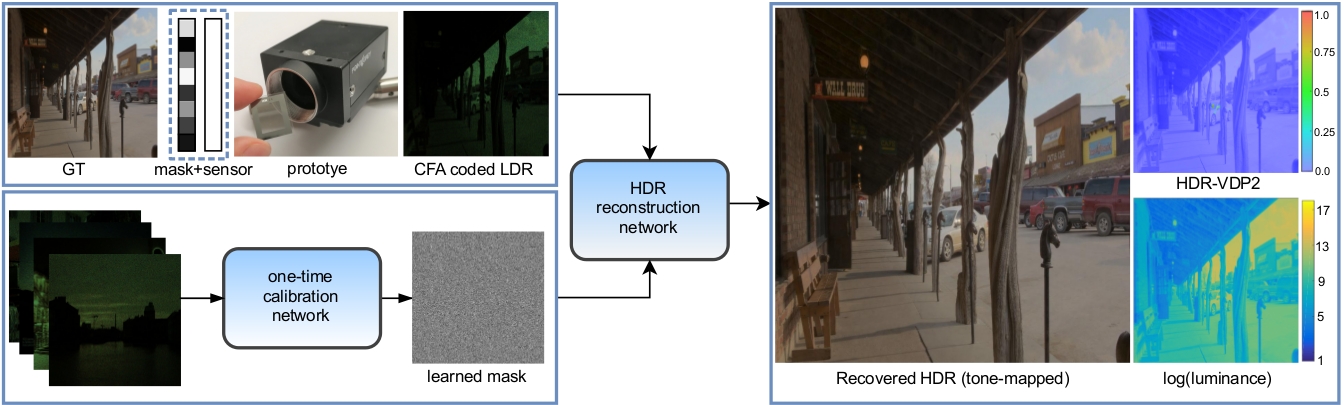 GT
mask+sensor
prototye
CFA coded LDR
one-time
calibration
network
learned mask
HDR
reconstruction
network
WALL DRUG
Recovered HDR (tone-mapped)
1.0
0.75
0.5
0.25
0.0
HDR-VDP2
17
13
9
5
1
log(luminance)